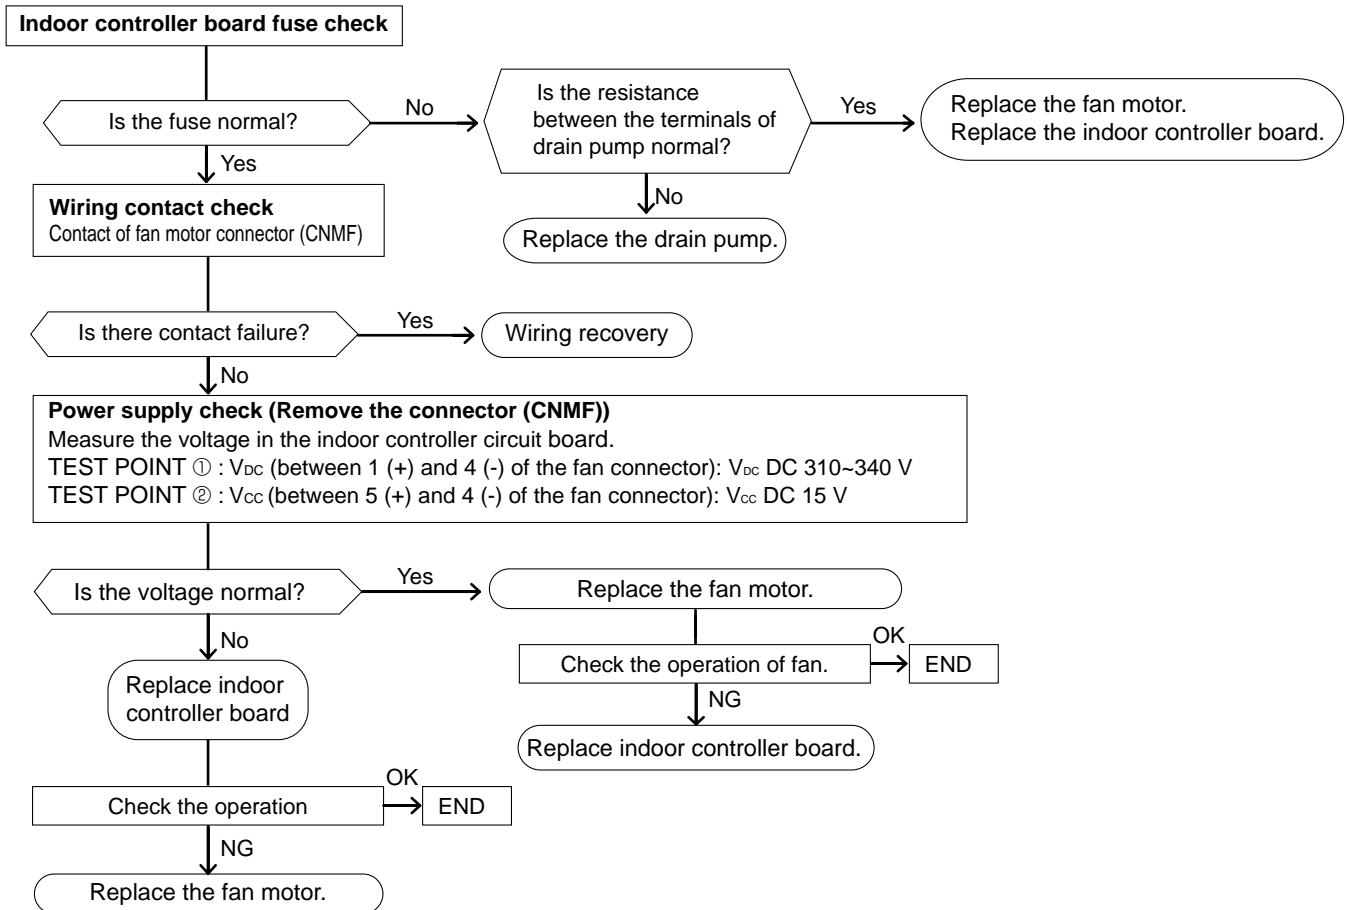 Indoor controller board fuse check
Is the fuse normal?
No
Is the resistance
between the terminals of
drain pump normal?
Yes
Replace the fan motor.
Replace the indoor controller board.
Yes
No
Replace the drain pump.
Wiring contact check
Contact of fan motor connector (CNMF)
Is there contact failure?
Yes
Wiring recovery
No
Power supply check (Remove the connector (CNMF))
Measure the voltage in the indoor controller circuit board.
TEST POINT ① : VDC (between 1 (+) and 4 (-) of the fan connector): VDC DC 310~340 V
TEST POINT ② : VCC (between 5 (+) and 4 (-) of the fan connector): VCC DC 15 V
Is the voltage normal?
Yes
Replace the fan motor.
No
Check the operation of fan.
OK
END
NG
Replace indoor controller board.
Replace indoor
controller board
Check the operation
OK
END
NG
Replace the fan motor.